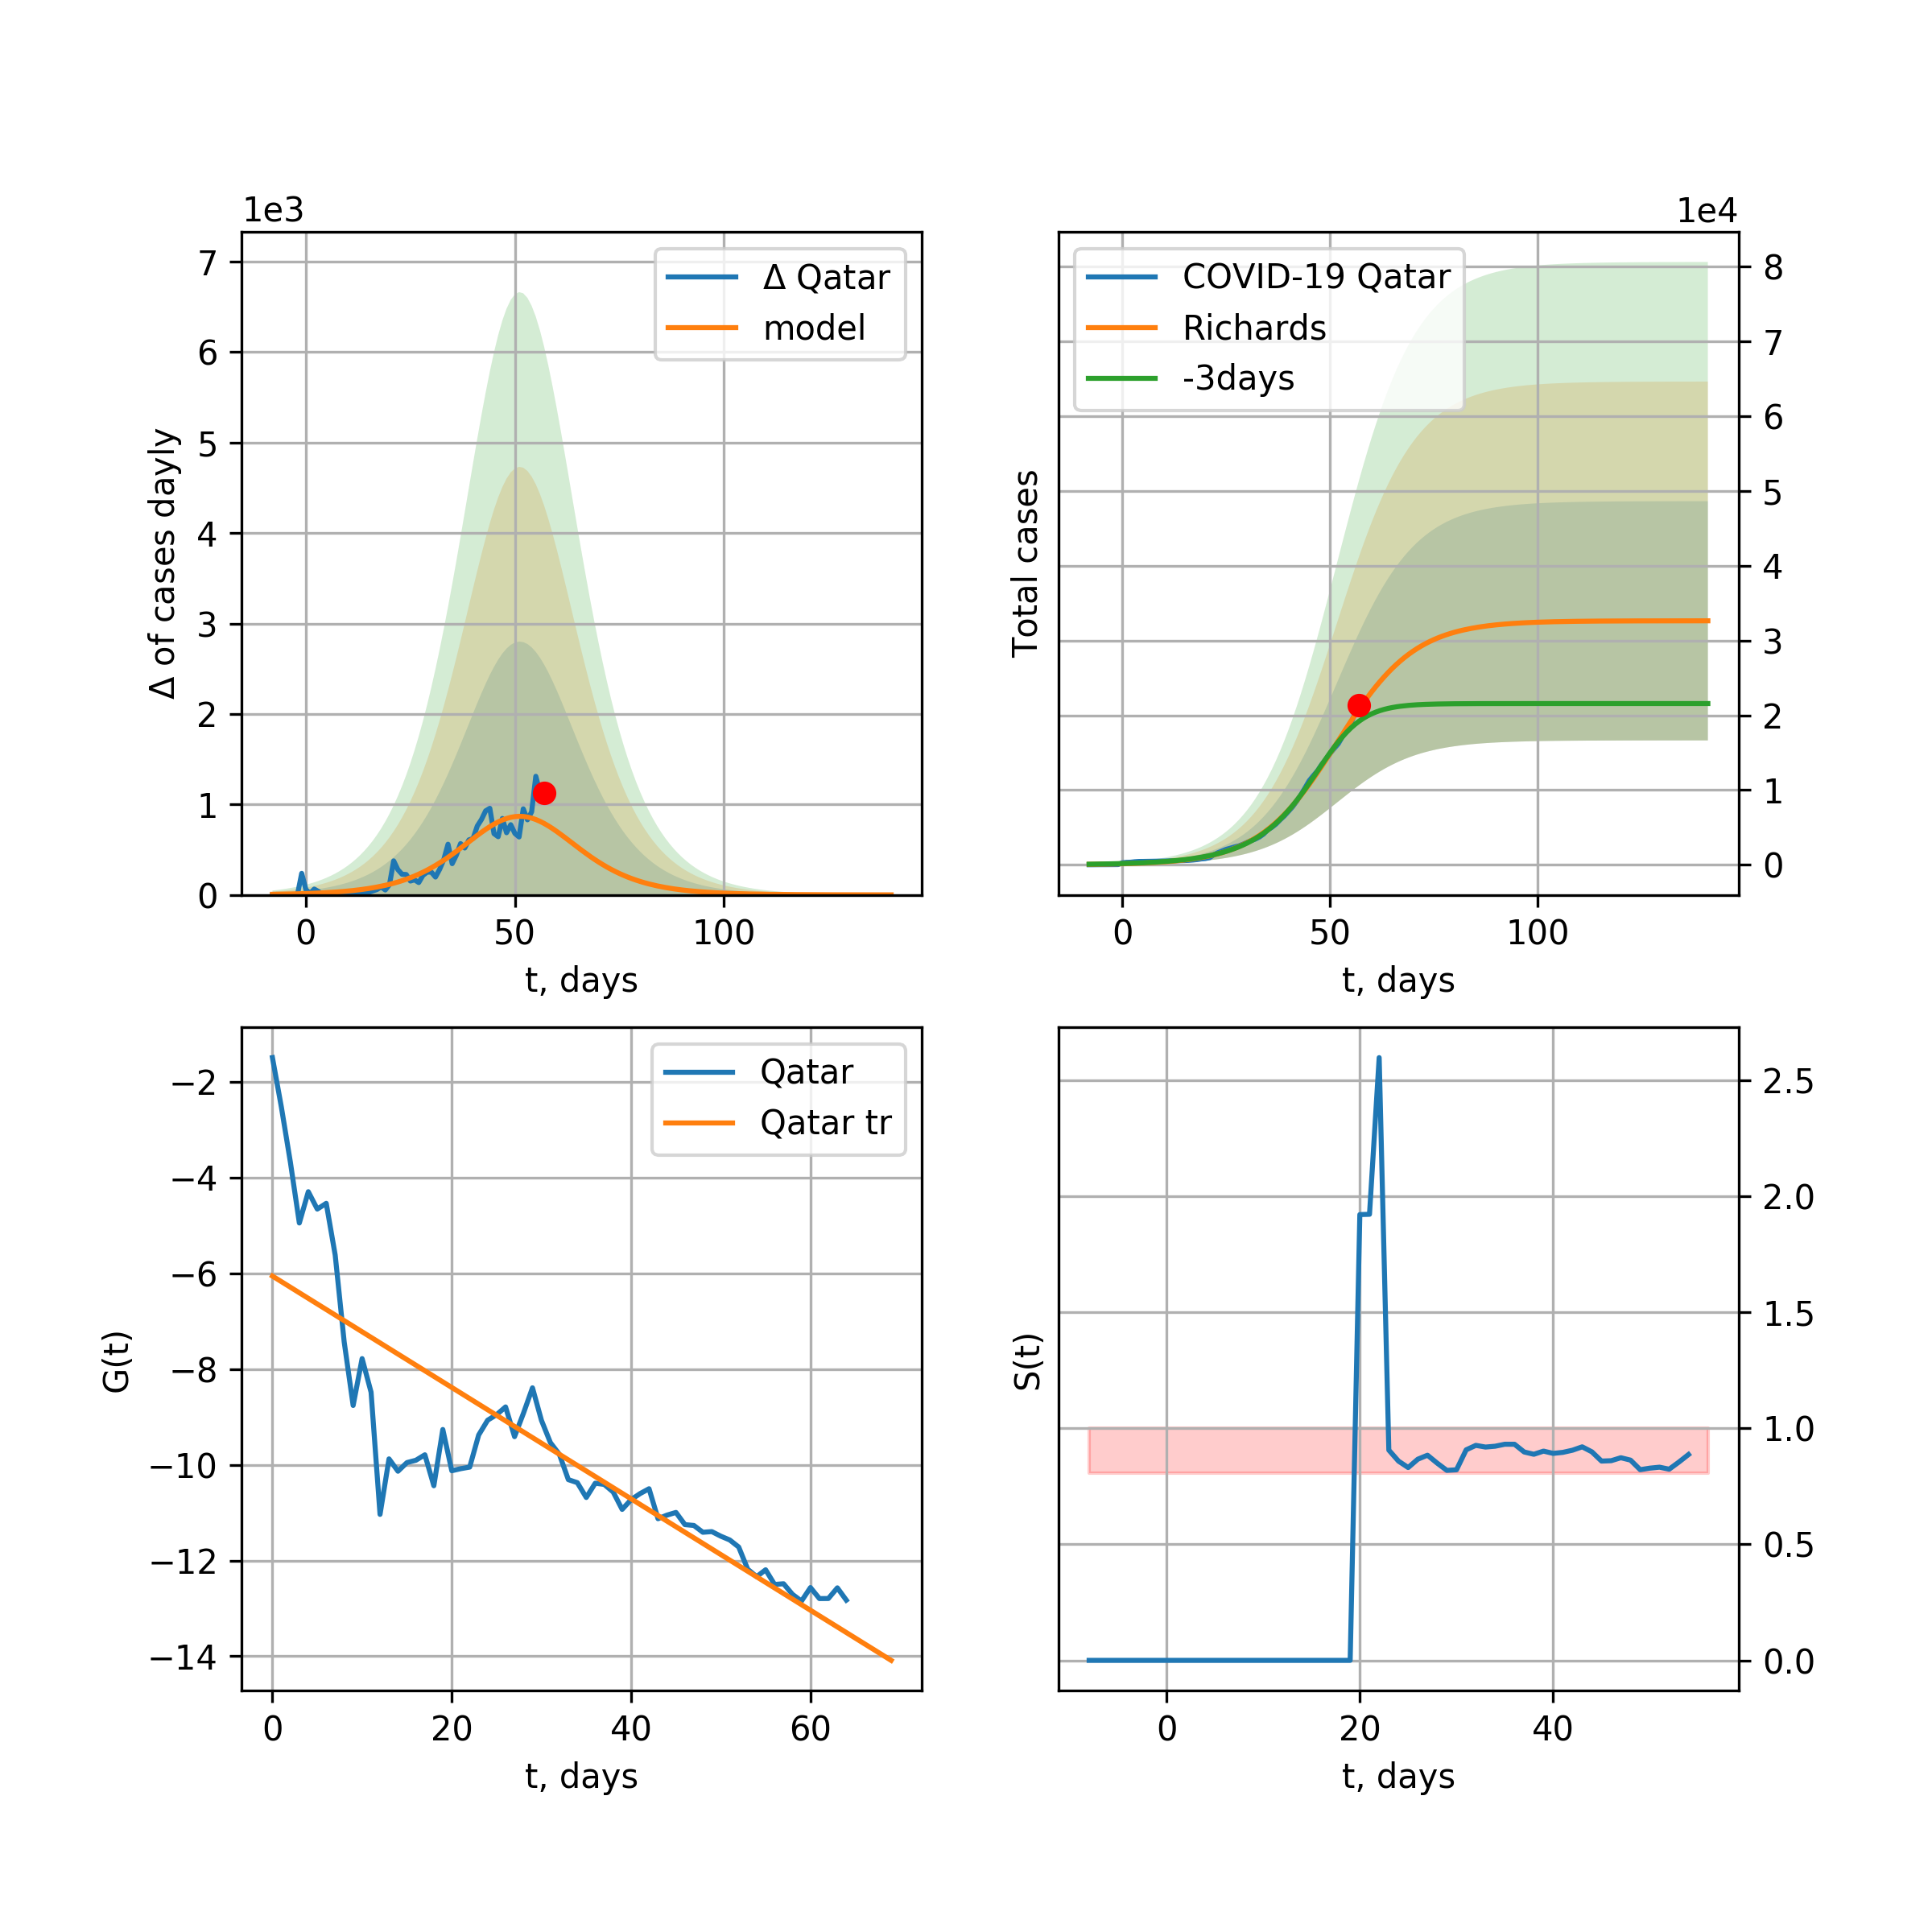 1e3
7
6
5
4
3
2
1
0
Δ of cases dayly
Δ Qatar
model
0 50 100
t, days
1e4
8
7
6
5
4
3
2
1
0
Total cases
COVID-19 Qatar
Richards
-3days
0 50 100
t, days
−2
−4
−6
−8
−10
−12
−14
G(t)
Qatar
Qatar tr
0 20 40 60
t, days
2.5
2.0
1.5
1.0
0.5
0.0
S(t)
0 20 40
t, days